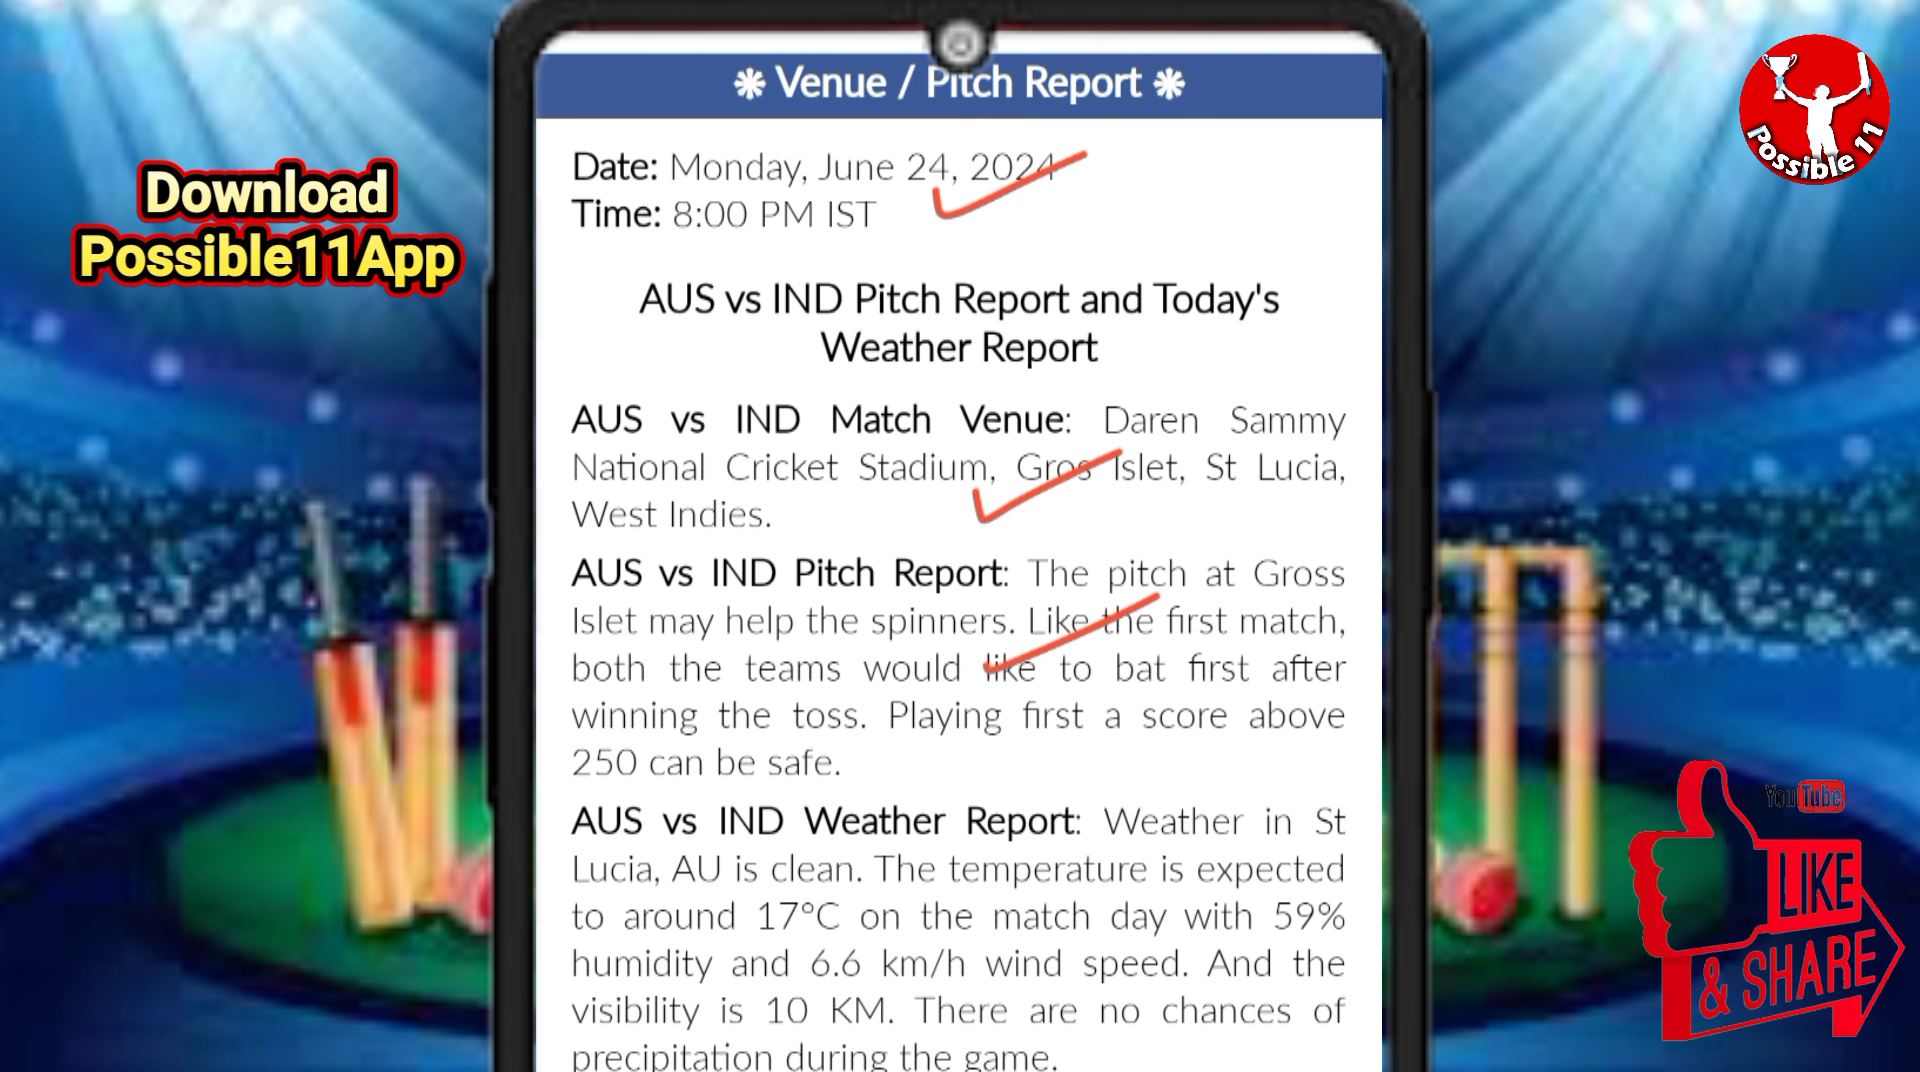 ✻ Venue / Pitch Report ✻
Date: Monday, June 24, 2024
Time: 8:00 PM IST
AUS vs IND Pitch Report and Today's
Weather Report
AUS vs IND Match Venue: Daren Sammy
National Cricket Stadium, Gros Islet, St Lucia,
West Indies.
AUS vs IND Pitch Report: The pitch at Gross
Islet may help the spinners. Like the first match,
both the teams would like to bat first after
winning the toss. Playing first a score above
250 can be safe.
AUS vs IND Weather Report: Weather in St
Lucia, AU is clean. The temperature is expected
to around 17°C on the match day with 59%
humidity and 6.6 km/h wind speed. And the
visibility is 10 KM. There are no chances of
precipitation during the game.
Download
Possible11App
Possible 11
YouTube
LIKE
& SHARE